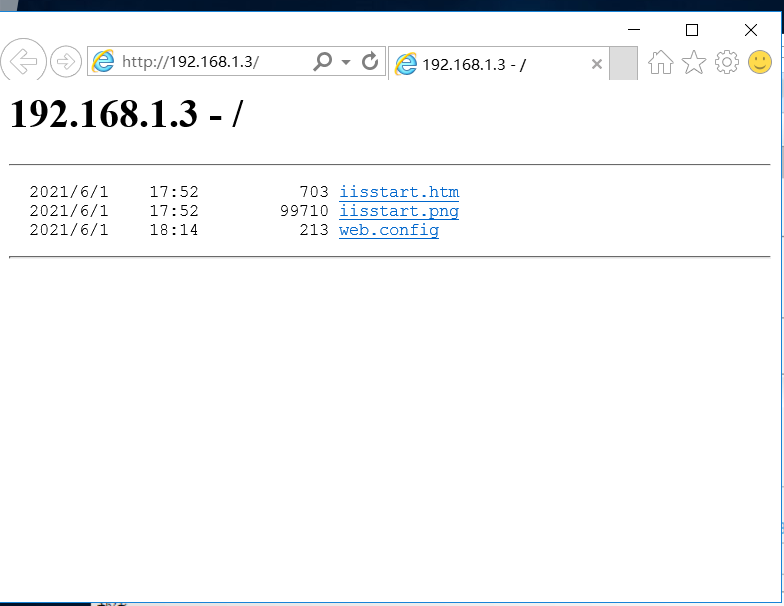 http://192.168.1.3/
192.168.1.3 - /
192.168.1.3 - /
2021/6/1 17:52 703 iisstart.htm
2021/6/1 17:52 99710 iisstart.png
2021/6/1 18:14 213 web.config